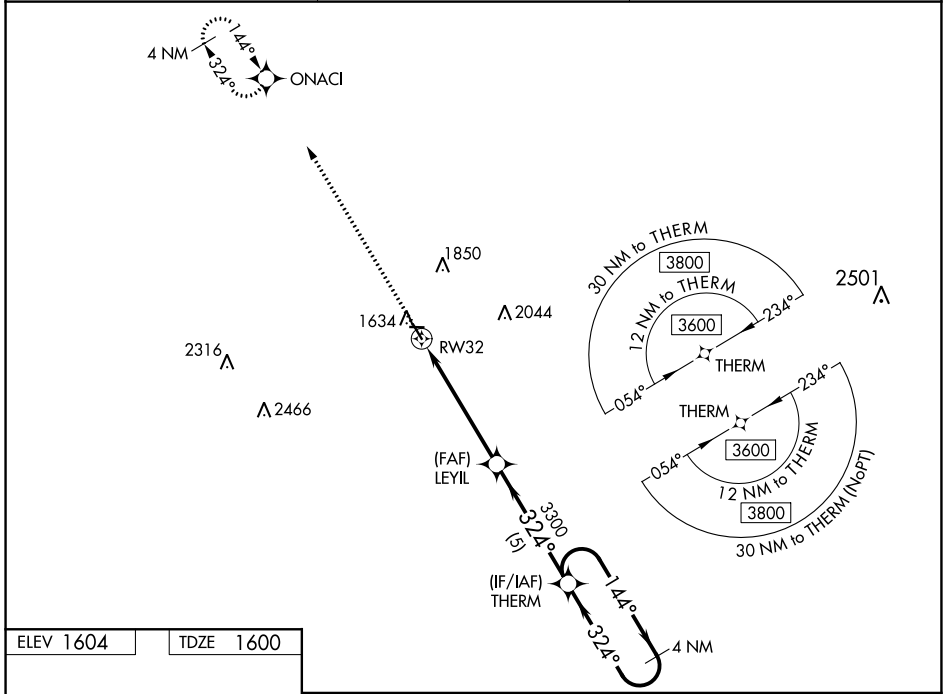 4 NM
144°
324°
ONACI
30 NM to THERM
3800
12 NM to THERM
3600
234°
054°
THERM
2501
1850
2044
1634
RW32
2316
2466
THERM
234°
054°
3600
12 NM to THERM
3800
30 NM to THERM (NoPT)
(FAF)
LEYIL
3300
324°
(5)
(IF/IAF)
THERM
144°
324°
4 NM
ELEV 1604
TDZE 1600